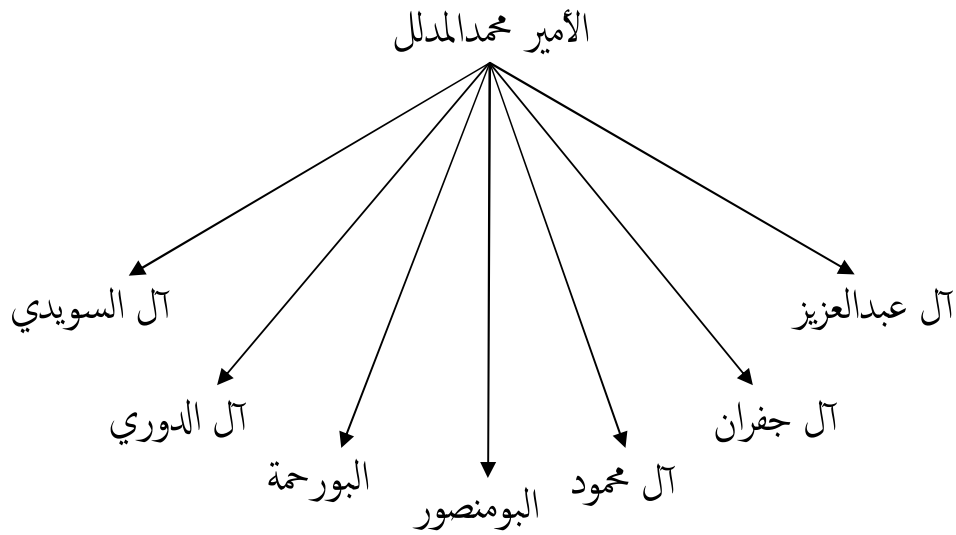 الأمير محمدالمدلل
آل عبدالعزيز
آل جفران
آل محمود
البومنصور
البورحمة
آل الدوري
آل السويدي